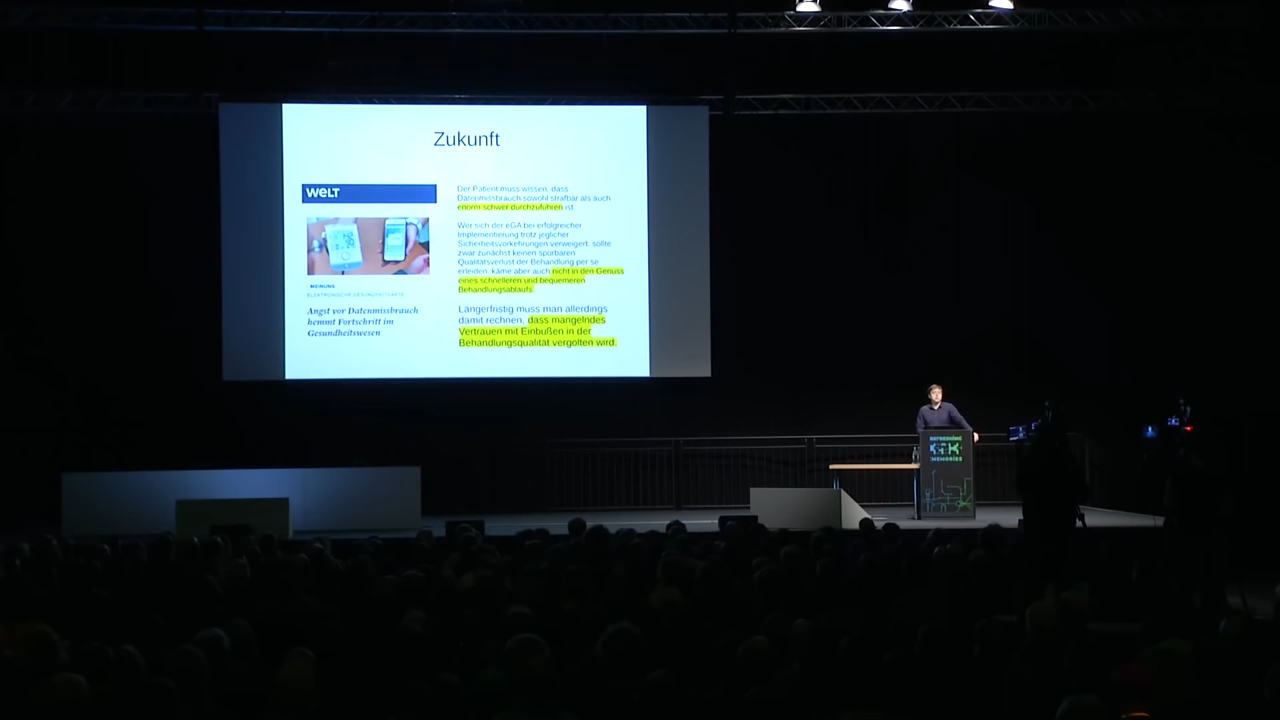 Zukunft
WELT
MEINUNG
ELEKTRONISCHE GESUNDHEITSAKTE
Angst vor Datenmissbrauch
hemmt Fortschritt im
Gesundheitswesen
Der Patient muss wissen, dass
Datenmissbrauch sowohl strafbar als auch
enorm schwer durchzuführen ist.
Wer sich der eGA bei erfolgreicher
Implementierung trotz jeglicher
Sicherheitsvorkehrungen verweigert, sollte
zwar zunächst keinen spürbaren
Qualitätsverlust der Behandlung per se
erleiden, käme aber auch nicht in den Genuss
eines schnelleren und bequemeren
Behandlungsablaufs.
Längerfristig muss man allerdings
damit rechnen, dass mangelndes
Vertrauen mit Einbußen in der
Behandlungsqualität vergolten wird.
REFRESHING
MEMORIES